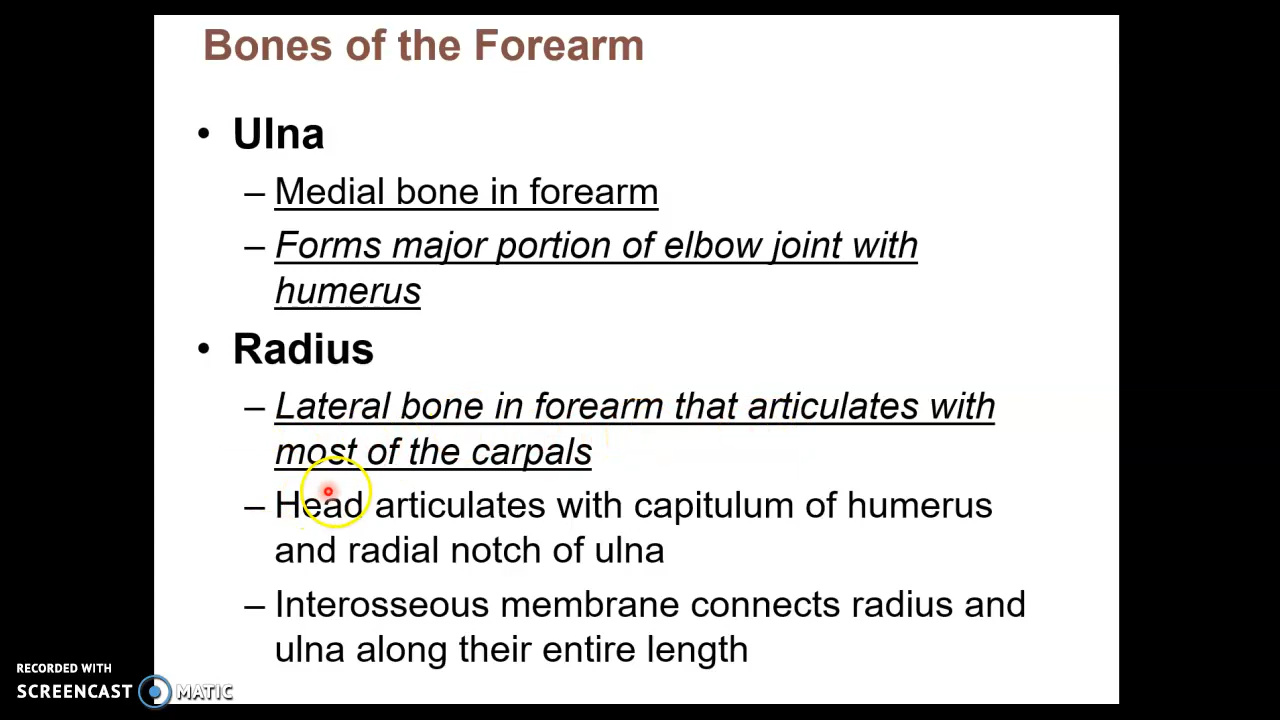 Bones of the Forearm
• Ulna
– Medial bone in forearm
– Forms major portion of elbow joint with
humerus
• Radius
– Lateral bone in forearm that articulates with
most of the carpals
– Head articulates with capitulum of humerus
and radial notch of ulna
– Interosseous membrane connects radius and
ulna along their entire length
RECORDED WITH
SCREENCAST MATIC